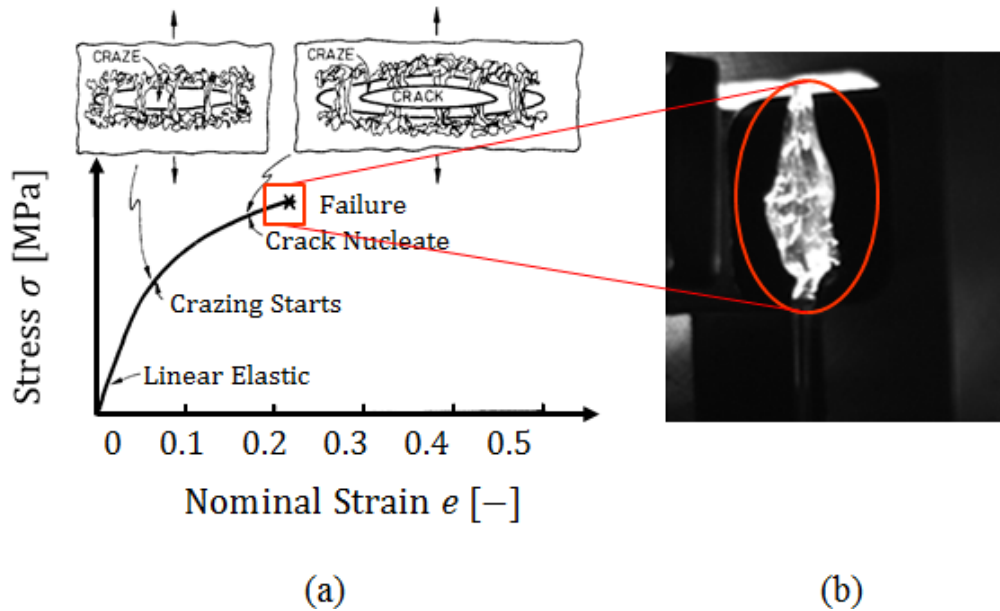 CRAZE
CRAZE
CRACK
Failure
Crack Nucleate
Crazing Starts
Linear Elastic
Stress σ [MPa]
0 0.1 0.2 0.3 0.4 0.5
Nominal Strain e [−]
(a)
(b)